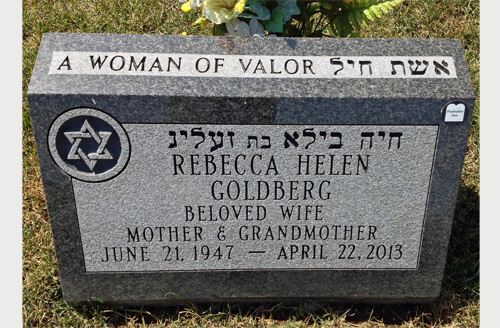 A WOMAN OF VALOR אשת חיל
חיה בילא בת זעליג
REBECCA HELEN
GOLDBERG
BELOVED WIFE
MOTHER & GRANDMOTHER
JUNE 21, 1947 — APRIL 22, 2013